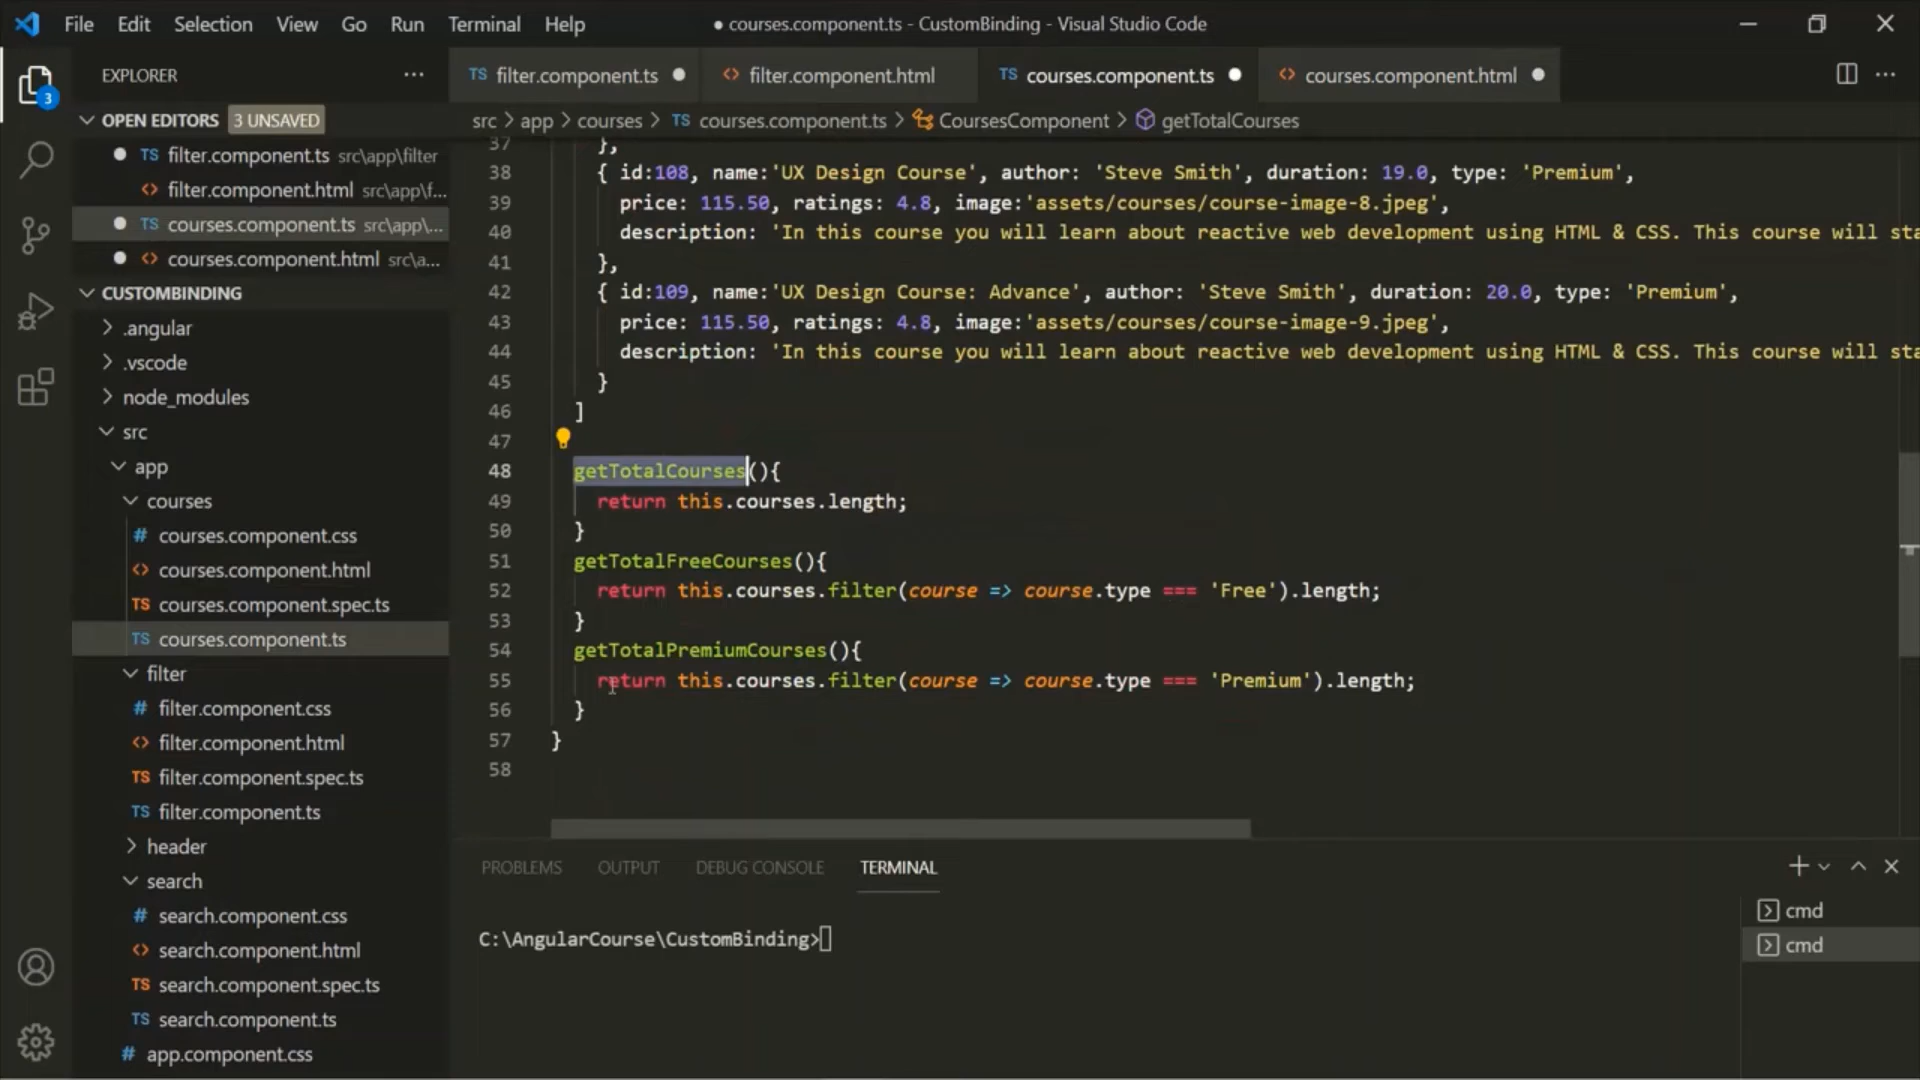 File Edit Selection View Go Run Terminal Help
● courses.component.ts - CustomBinding - Visual Studio Code
EXPLORER
TS filter.component.ts
<> filter.component.html
TS courses.component.ts
<> courses.component.html
3
OPEN EDITORS 3 UNSAVED
TS filter.component.ts src\app\filter
<> filter.component.html src\app\f...
TS courses.component.ts src\app\...
<> courses.component.html src\a...
CUSTOMBINDING
.angular
.vscode
node_modules
src
app
courses
# courses.component.css
<> courses.component.html
TS courses.component.spec.ts
TS courses.component.ts
filter
# filter.component.css
<> filter.component.html
TS filter.component.spec.ts
TS filter.component.ts
header
search
# search.component.css
<> search.component.html
TS search.component.spec.ts
TS search.component.ts
# app.component.css
src > app > courses > TS courses.component.ts > CoursesComponent > getTotalCourses
37 },
38 { id:108, name:'UX Design Course', author: 'Steve Smith', duration: 19.0, type: 'Premium',
39 price: 115.50, ratings: 4.8, image:'assets/courses/course-image-8.jpeg',
40 description: 'In this course you will learn about reactive web development using HTML & CSS. This course will sta
41 },
42 { id:109, name:'UX Design Course: Advance', author: 'Steve Smith', duration: 20.0, type: 'Premium',
43 price: 115.50, ratings: 4.8, image:'assets/courses/course-image-9.jpeg',
44 description: 'In this course you will learn about reactive web development using HTML & CSS. This course will sta
45 }
46 ]
47
48 getTotalCourses(){
49 return this.courses.length;
50 }
51 getTotalFreeCourses(){
52 return this.courses.filter(course => course.type === 'Free').length;
53 }
54 getTotalPremiumCourses(){
55 return this.courses.filter(course => course.type === 'Premium').length;
56 }
57 }
58
PROBLEMS OUTPUT DEBUG CONSOLE TERMINAL
C:\AngularCourse\CustomBinding>
cmd
cmd